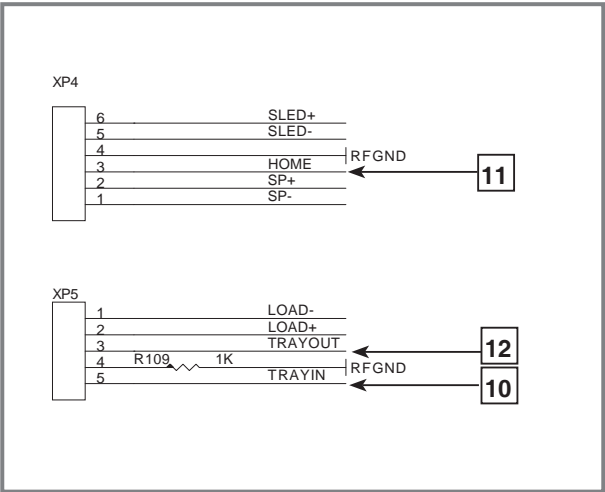 XP4
6 SLED+
5 SLED-
4 RFGND
3 HOME
11
2 SP+
1 SP-
XP5
1 LOAD-
2 LOAD+
3 TRAYOUT
12
4 R109 1K RFGND
5 TRAYIN
10